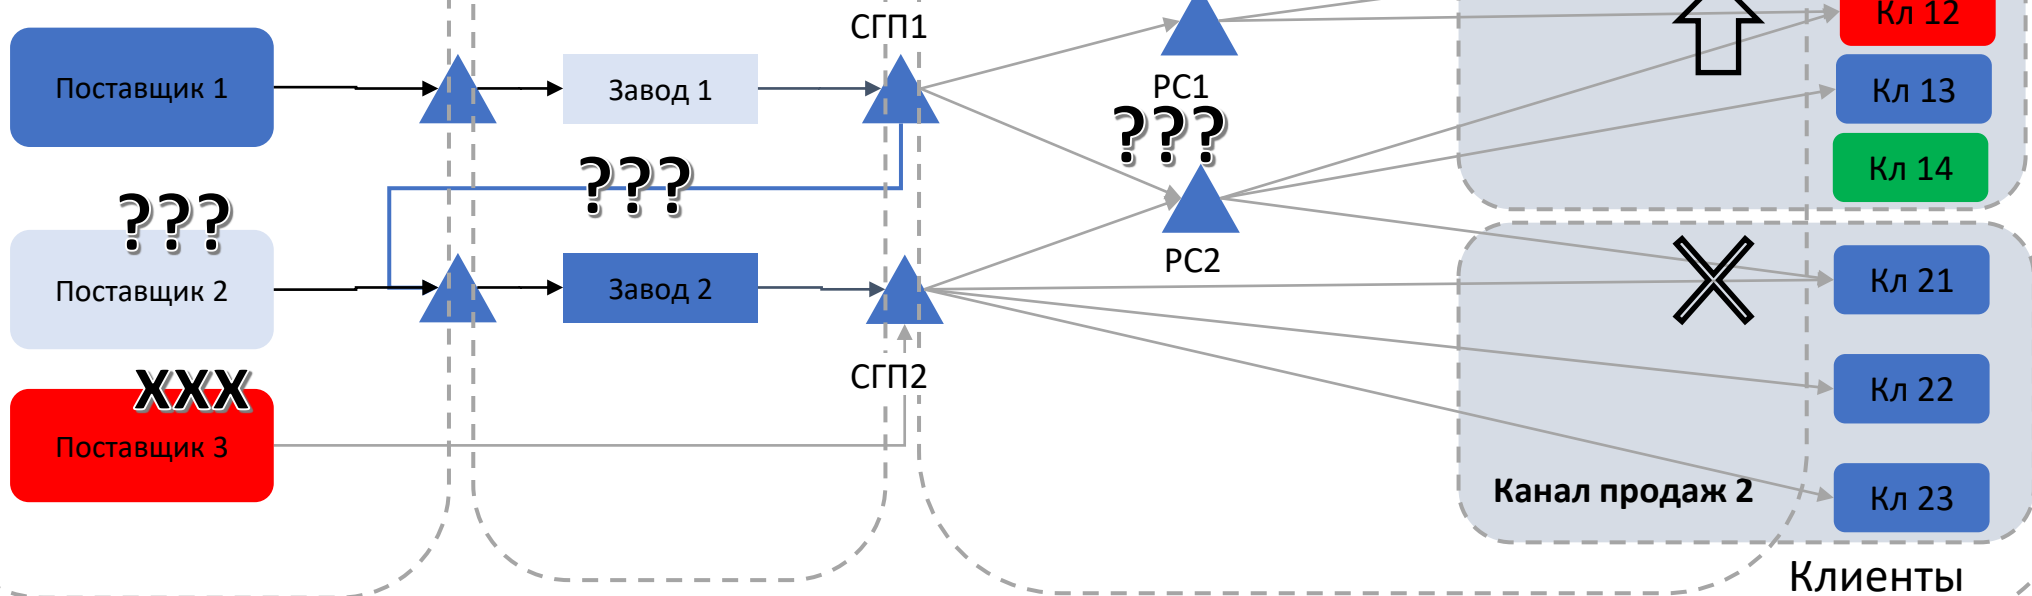 СГП1
Кл 12
Поставщик 1
Завод 1
РС1
Кл 13
???
???
Кл 14
???
Поставщик 2
Завод 2
РС2
Кл 21
XXX
СГП2
Кл 22
Поставщик 3
Канал продаж 2
Кл 23
Клиенты